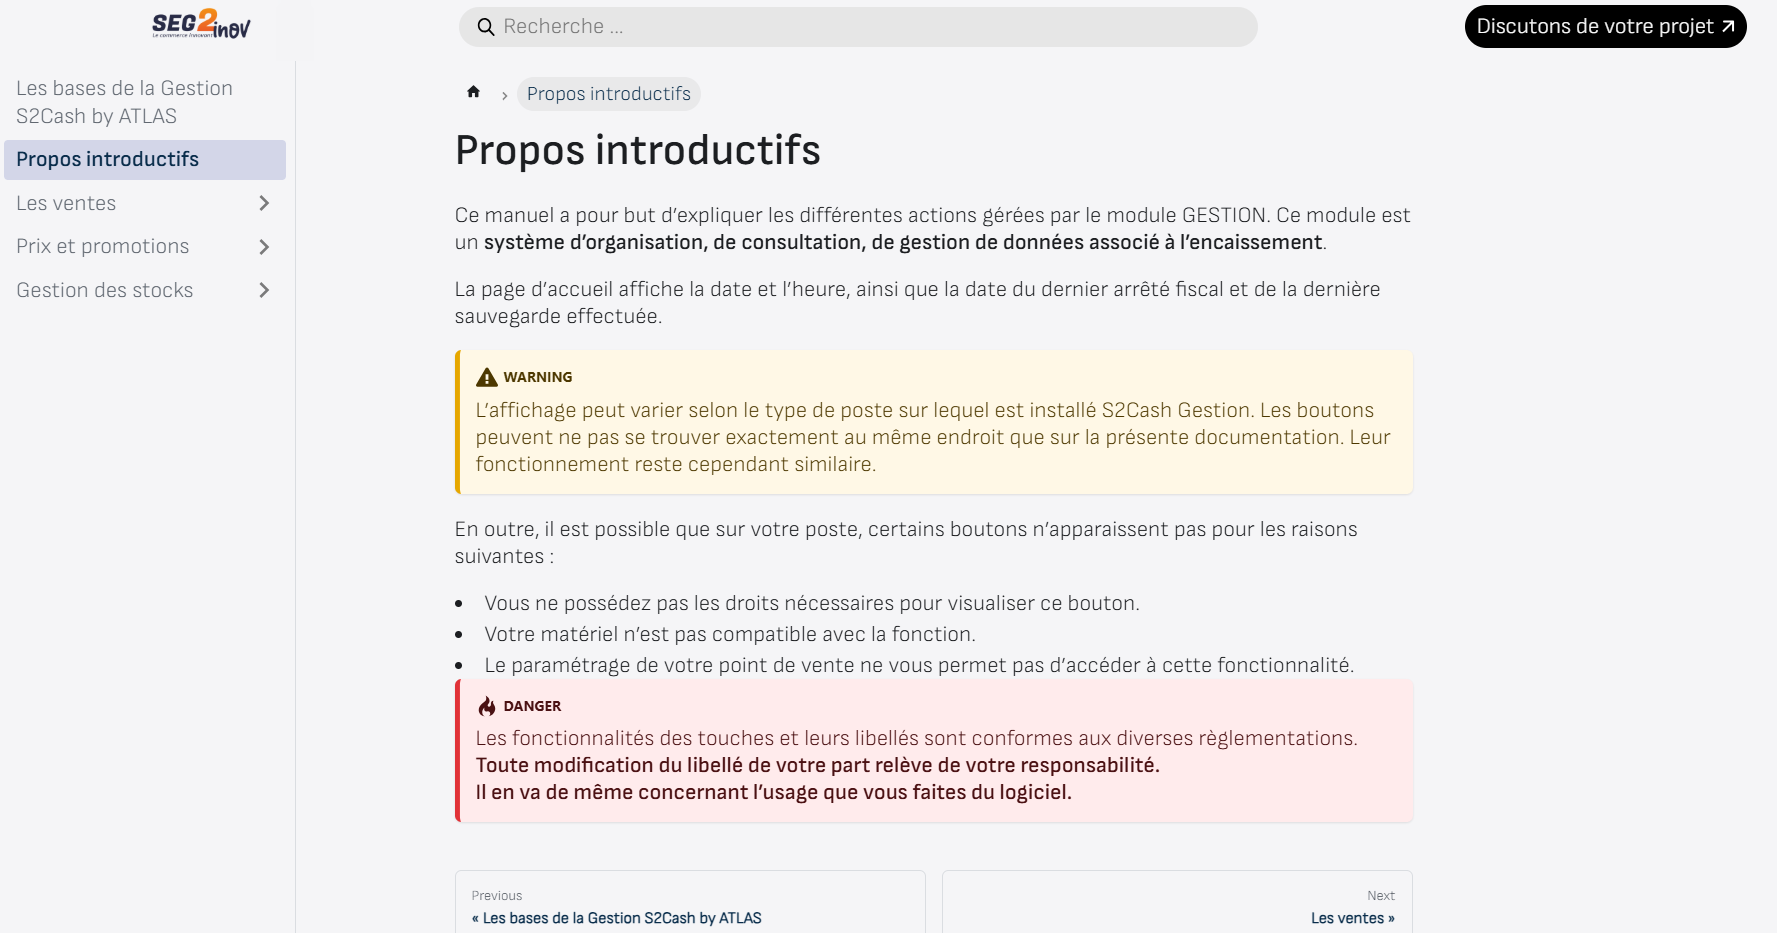 SEG2inov
Le commerce Innovant
Recherche ...
Discutons de votre projet
Les bases de la Gestion
S2Cash by ATLAS
Propos introductifs
Les ventes
Prix et promotions
Gestion des stocks
Propos introductifs
Propos introductifs
Ce manuel a pour but d’expliquer les différentes actions gérées par le module GESTION. Ce module est
un système d’organisation, de consultation, de gestion de données associé à l’encaissement.
La page d’accueil affiche la date et l’heure, ainsi que la date du dernier arrêté fiscal et de la dernière
sauvegarde effectuée.
WARNING
L’affichage peut varier selon le type de poste sur lequel est installé S2Cash Gestion. Les boutons
peuvent ne pas se trouver exactement au même endroit que sur la présente documentation. Leur
fonctionnement reste cependant similaire.
En outre, il est possible que sur votre poste, certains boutons n’apparaissent pas pour les raisons
suivantes :
Vous ne possédez pas les droits nécessaires pour visualiser ce bouton.
Votre matériel n’est pas compatible avec la fonction.
Le paramétrage de votre point de vente ne vous permet pas d’accéder à cette fonctionnalité.
DANGER
Les fonctionnalités des touches et leurs libellés sont conformes aux diverses règlementations.
Toute modification du libellé de votre part relève de votre responsabilité.
Il en va de même concernant l’usage que vous faites du logiciel.
Previous
« Les bases de la Gestion S2Cash by ATLAS
Next
Les ventes »